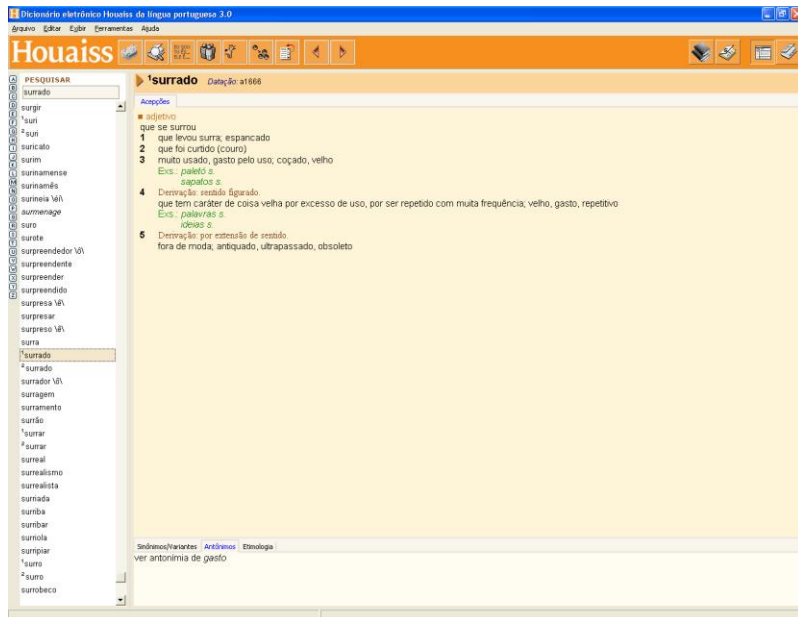 Dicionário eletrônico Houaiss da língua portuguesa 3.0
Arquivo Editar Exibir Ferramentas Ajuda
Houaiss
PESQUISAR
surrado
surgir
¹suri
²suri
suricato
surim
surinamense
surinamês
surineia \éi\
surmenage
suro
surote
surpreendedor \ô\
surpreendente
surpreender
surpreendido
surpresa \ê\
surpresar
surpreso \ê\
surra
¹surrado
²surrado
surrador \ô\
surragem
surramento
surrão
¹surrar
²surrar
surreal
surrealismo
surrealista
surriada
surriba
surribar
surriola
surripiar
¹surro
²surro
surrobeco
¹surrado Datação: a1666
Acepções
■ adjetivo
que se surrou
1 que levou surra; espancado
2 que foi curtido (couro)
3 muito usado, gasto pelo uso; coçado, velho
Exs.: paletó s.
sapatos s.
4 Derivação: sentido figurado.
que tem caráter de coisa velha por excesso de uso, por ser repetido com muita frequência; velho, gasto, repetitivo
Exs.: palavras s.
ideias s.
5 Derivação: por extensão de sentido.
fora de moda; antiquado, ultrapassado, obsoleto
Sinônimos/Variantes Antônimos Etimologia
ver antonímia de gasto